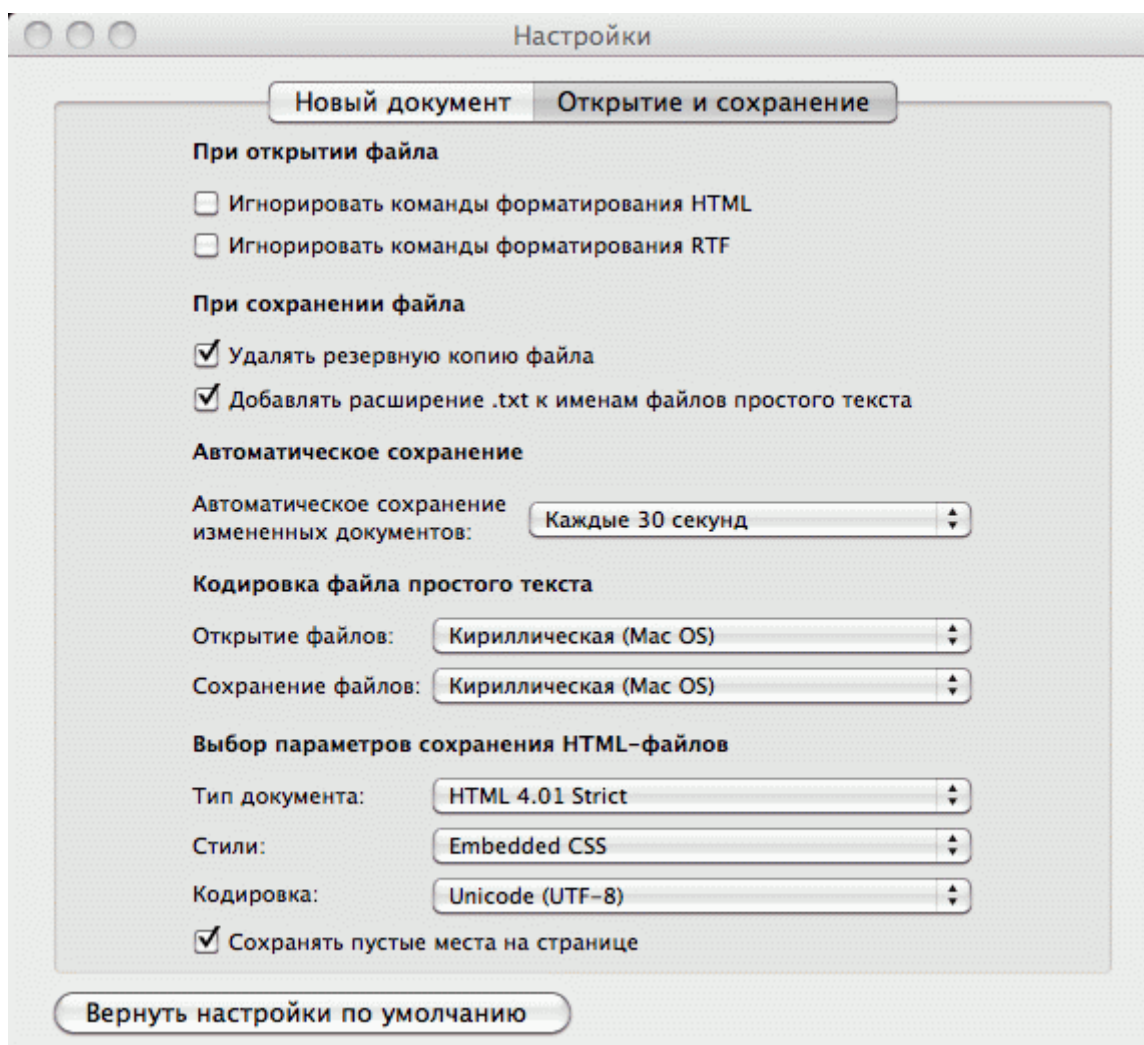 Настройки
Новый документ Открытие и сохранение
При открытии файла
Игнорировать команды форматирования HTML
Игнорировать команды форматирования RTF
При сохранении файла
Удалять резервную копию файла
Добавлять расширение .txt к именам файлов простого текста
Автоматическое сохранение
Автоматическое сохранение
измененных документов: Каждые 30 секунд
Кодировка файла простого текста
Открытие файлов: Кириллическая (Mac OS)
Сохранение файлов: Кириллическая (Mac OS)
Выбор параметров сохранения HTML-файлов
Тип документа: HTML 4.01 Strict
Стили: Embedded CSS
Кодировка: Unicode (UTF-8)
Сохранять пустые места на странице
Вернуть настройки по умолчанию